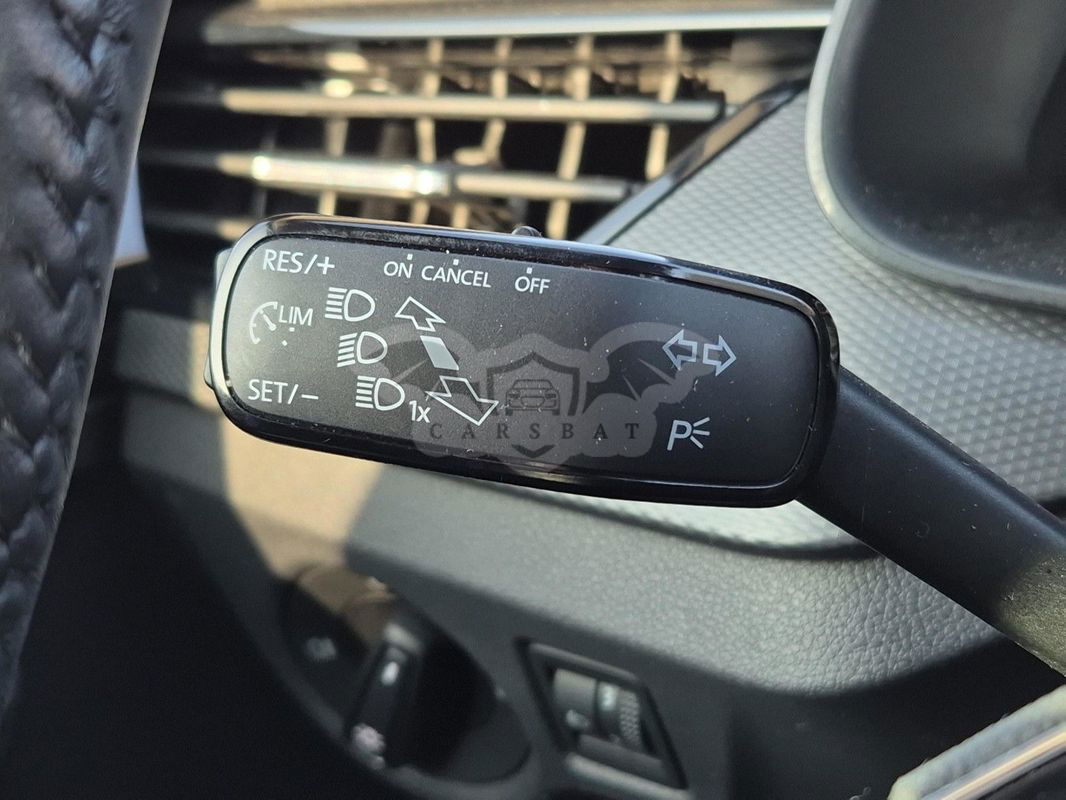 RES/+
ON CANCEL OFF
LIM
SET/–
1x
P
CARSBAT